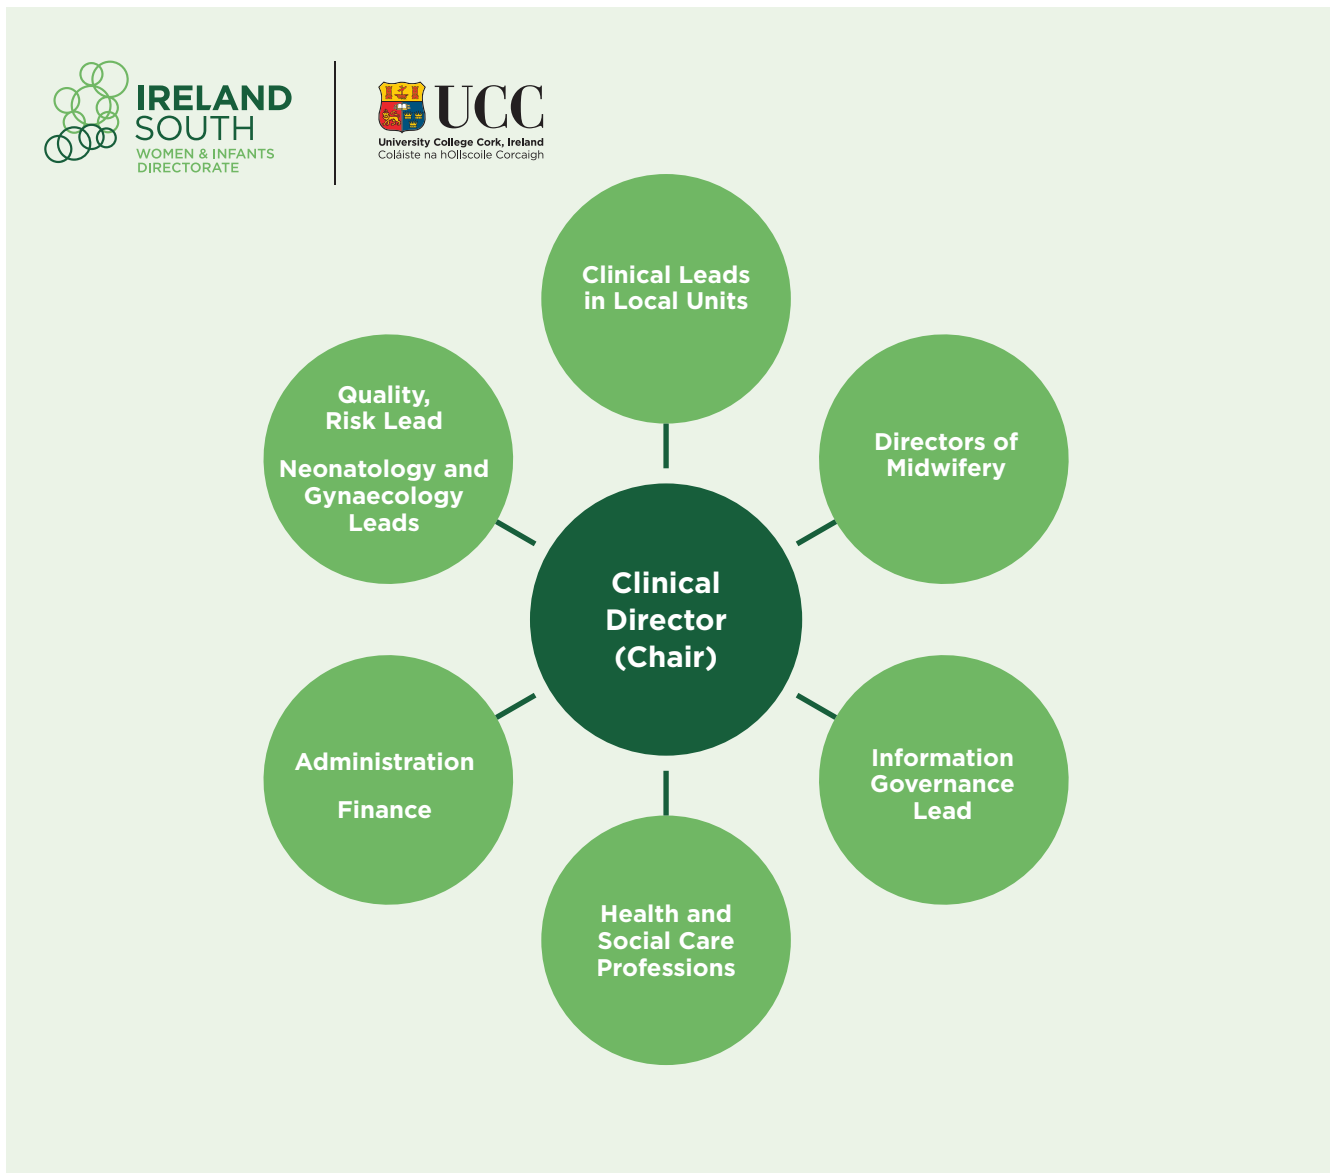 IRELAND
SOUTH
WOMEN & INFANTS
DIRECTORATE
UCC
University College Cork, Ireland
Coláiste na hOllscoile Corcaigh
Clinical Leads
in Local Units
Quality,
Risk Lead
Neonatology and
Gynaecology
Leads
Directors of
Midwifery
Clinical
Director
(Chair)
Administration
Finance
Information
Governance
Lead
Health and
Social Care
Professions